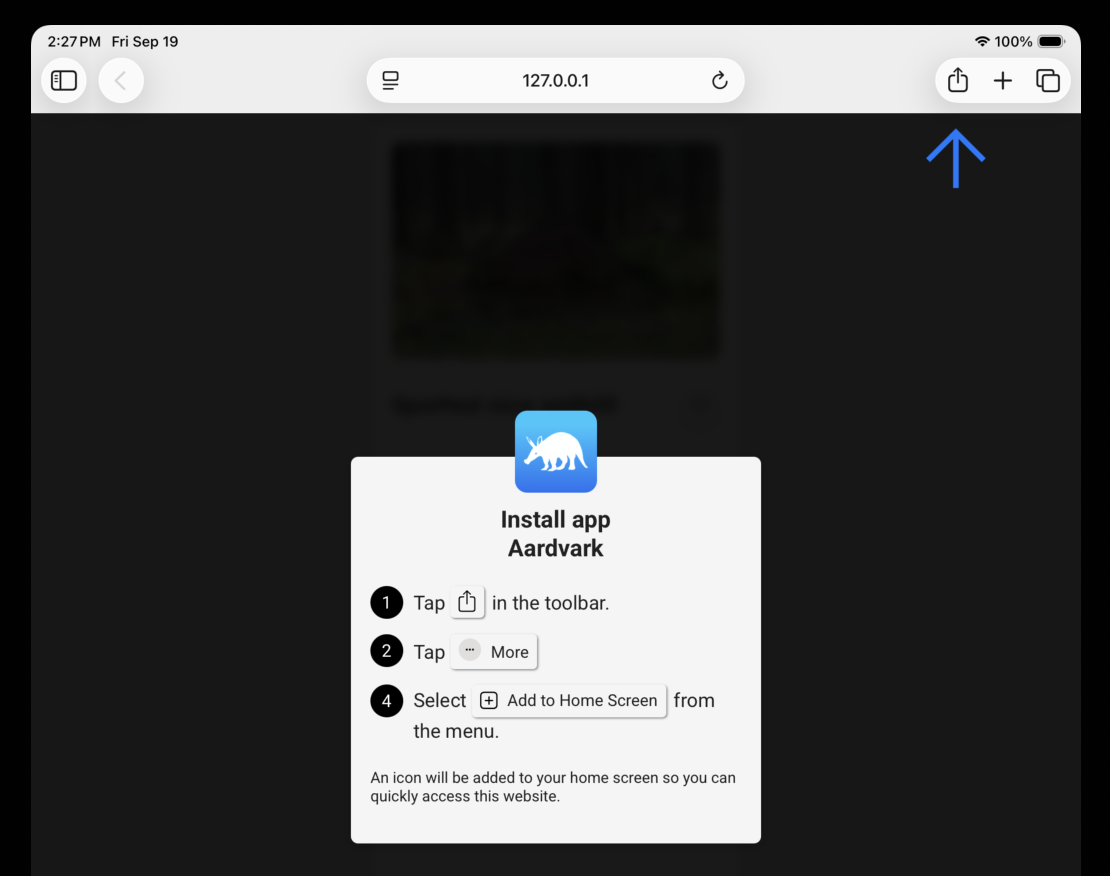 2:27 PM Fri Sep 19
100%
127.0.0.1
Install app
Aardvark
1 Tap in the toolbar.
2 Tap ··· More
4 Select Add to Home Screen from
the menu.
An icon will be added to your home screen so you can
quickly access this website.